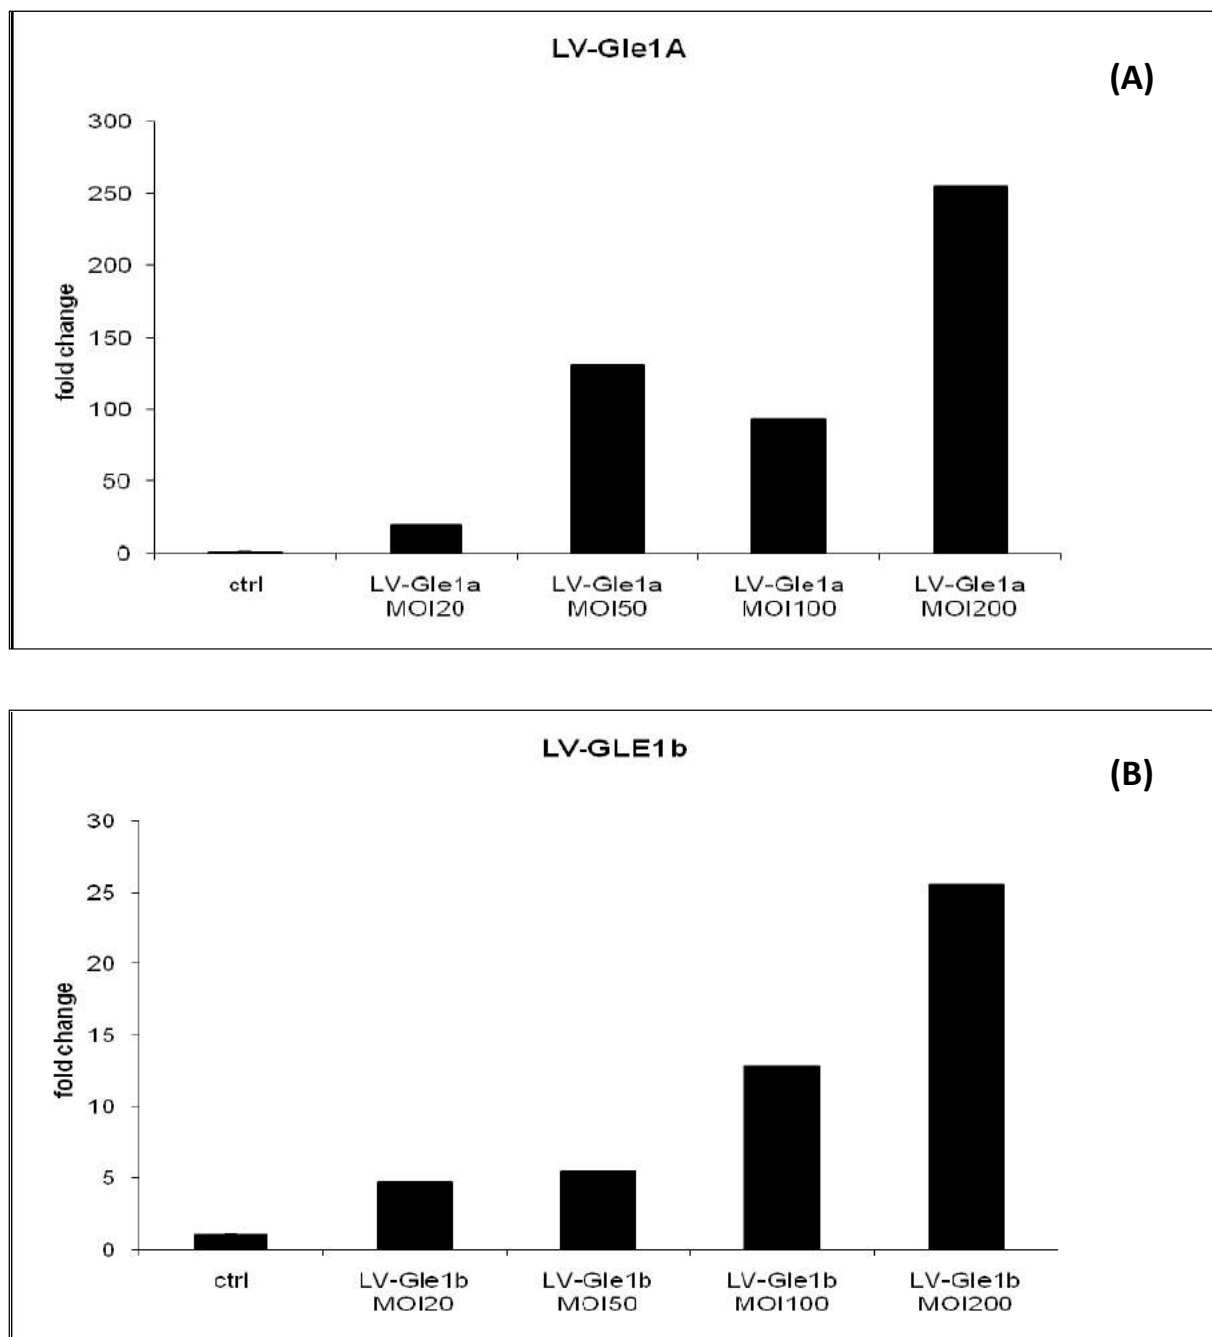 LV-Gle1A
(A)
300
250
200
150
100
50
0
fold change
ctrl
LV-Gle1a
MOI20
LV-Gle1a
MOI50
LV-Gle1a
MOI100
LV-Gle1a
MOI200
LV-GLE1b
(B)
30
25
20
15
10
5
0
fold change
ctrl
LV-Gle1b
MOI20
LV-Gle1b
MOI50
LV-Gle1b
MOI100
LV-Gle1b
MOI200